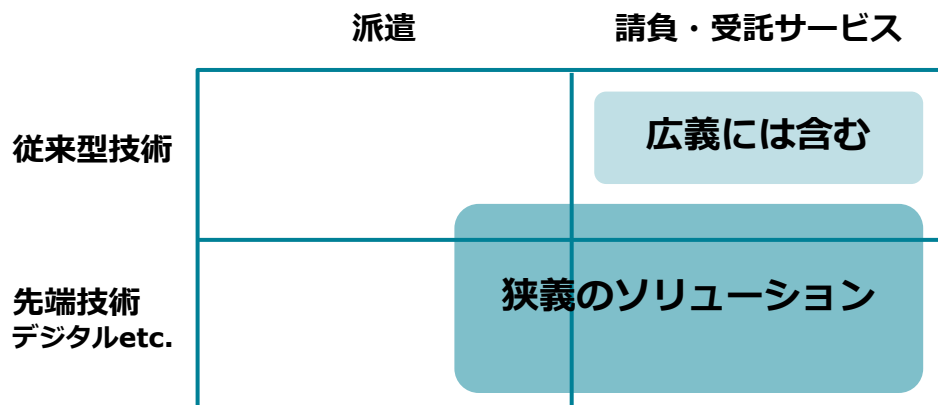 派遣
請負・受託サービス
従来型技術
広義には含む
先端技術
デジタルetc.
狭義のソリューション